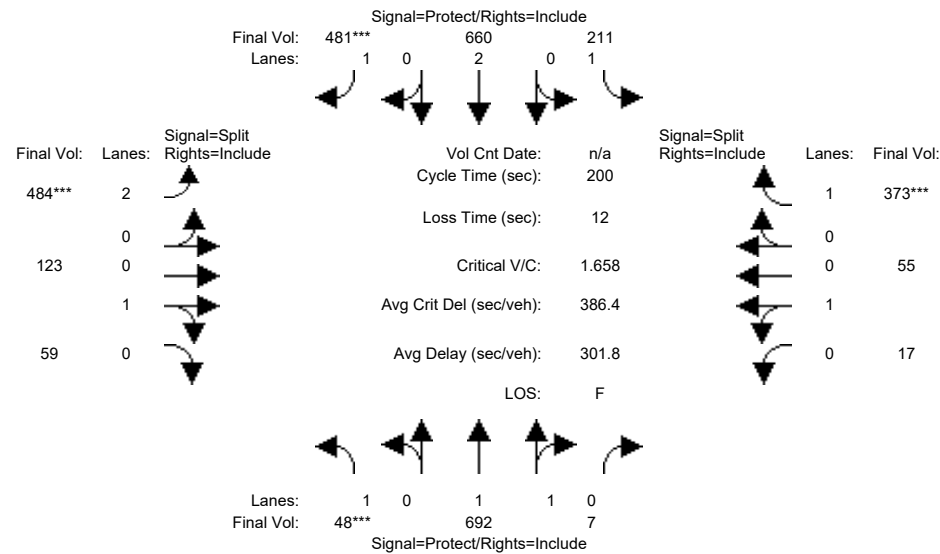 Signal=Protect/Rights=Include
Final Vol: 481*** 660 211
Lanes: 1 0 2 0 1
Signal=Split Signal=Split
Final Vol: Lanes: Rights=Include Vol Cnt Date: n/a Rights=Include Lanes: Final Vol:
Cycle Time (sec): 200
484*** 2 1 373***
Loss Time (sec): 12
0 0
123 0 Critical V/C: 1.658 0 55
1 Avg Crit Del (sec/veh): 386.4 1
59 0 Avg Delay (sec/veh): 301.8 0 17
LOS: F
Lanes: 1 0 1 1 0
Final Vol: 48*** 692 7
Signal=Protect/Rights=Include